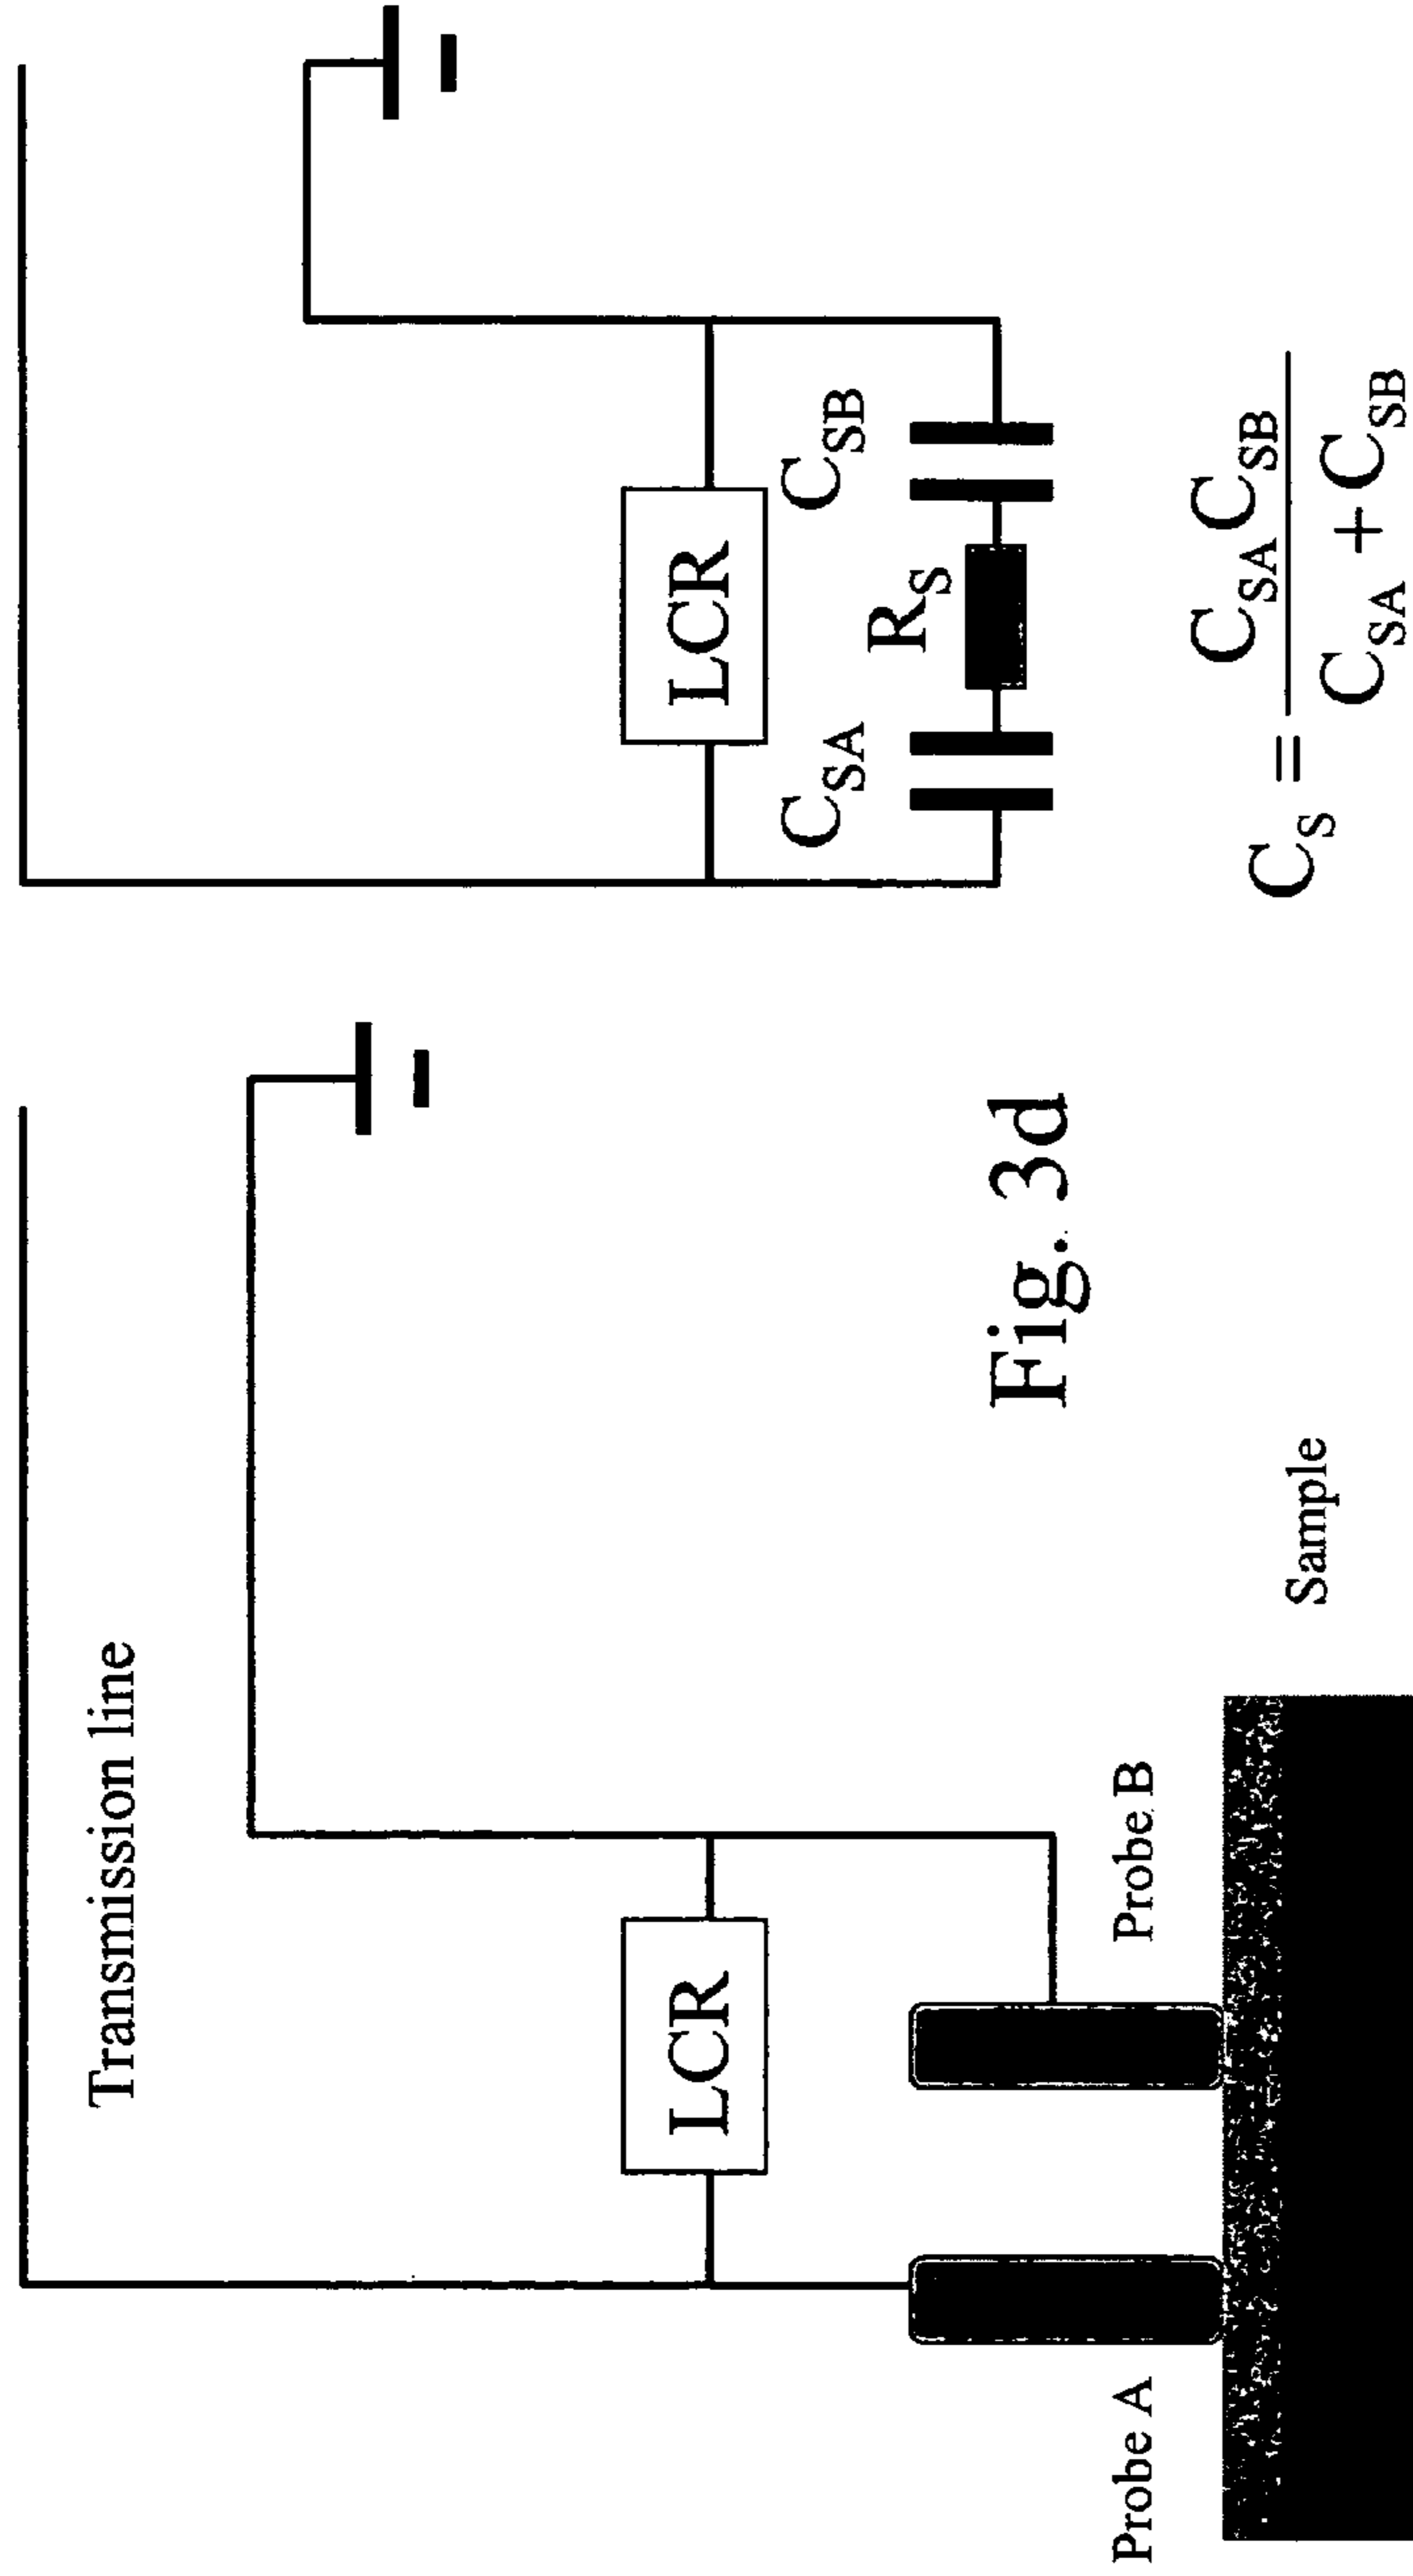 Transmission line
LCR
Probe A
Probe B
Sample
Fig. 3d
LCR
C_SA
R_S
C_SB
C_S = C_SA C_SB / C_SA + C_SB